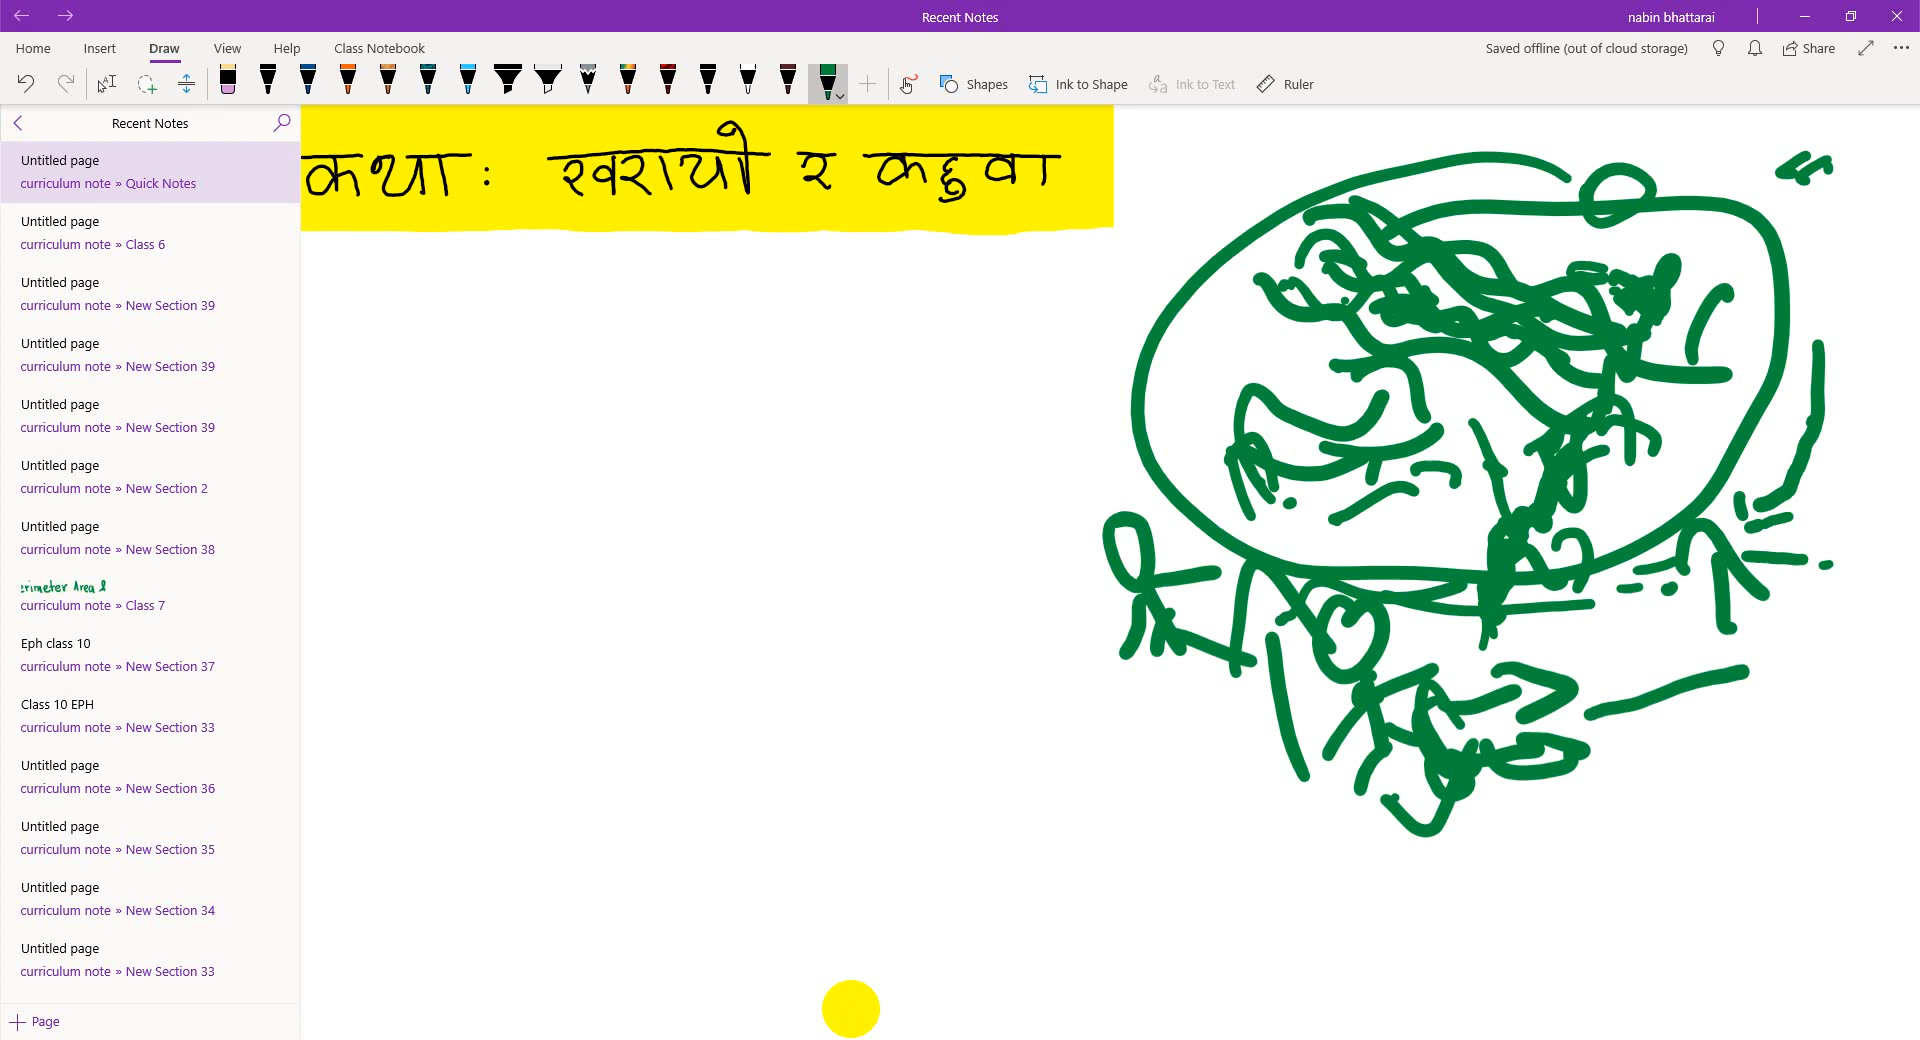 Recent Notes
nabin bhattarai
Home Insert Draw View Help Class Notebook
Saved offline (out of cloud storage) Share
Shapes Ink to Shape Ink to Text Ruler
Recent Notes
Untitled page
curriculum note » Quick Notes
Untitled page
curriculum note » Class 6
Untitled page
curriculum note » New Section 39
Untitled page
curriculum note » New Section 39
Untitled page
curriculum note » New Section 39
Untitled page
curriculum note » New Section 2
Untitled page
curriculum note » New Section 38
erimeter Area &
curriculum note » Class 7
Eph class 10
curriculum note » New Section 37
Class 10 EPH
curriculum note » New Section 33
Untitled page
curriculum note » New Section 36
Untitled page
curriculum note » New Section 35
Untitled page
curriculum note » New Section 34
Untitled page
curriculum note » New Section 33
Page
कथा : खरायो र कछुवा